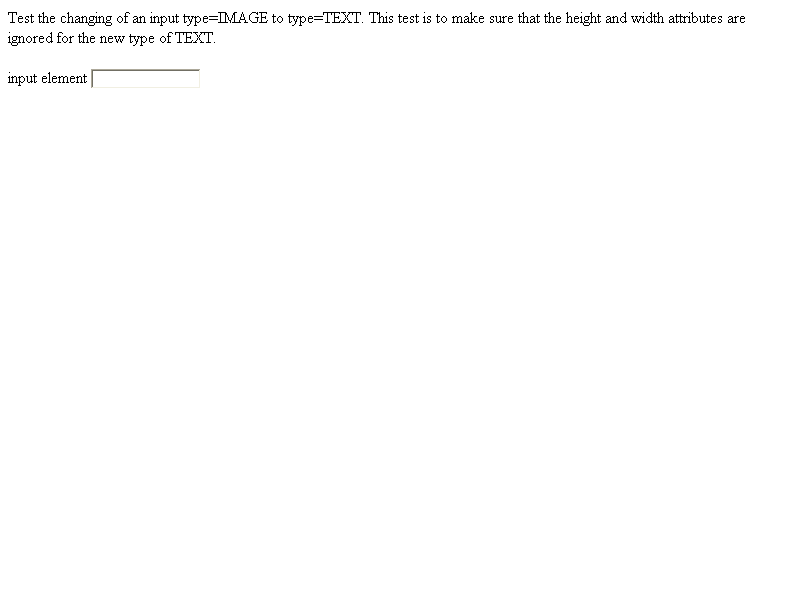 Test the changing of an input type=IMAGE to type=TEXT. This test is to make sure that the height and width attributes are
ignored for the new type of TEXT.
input element